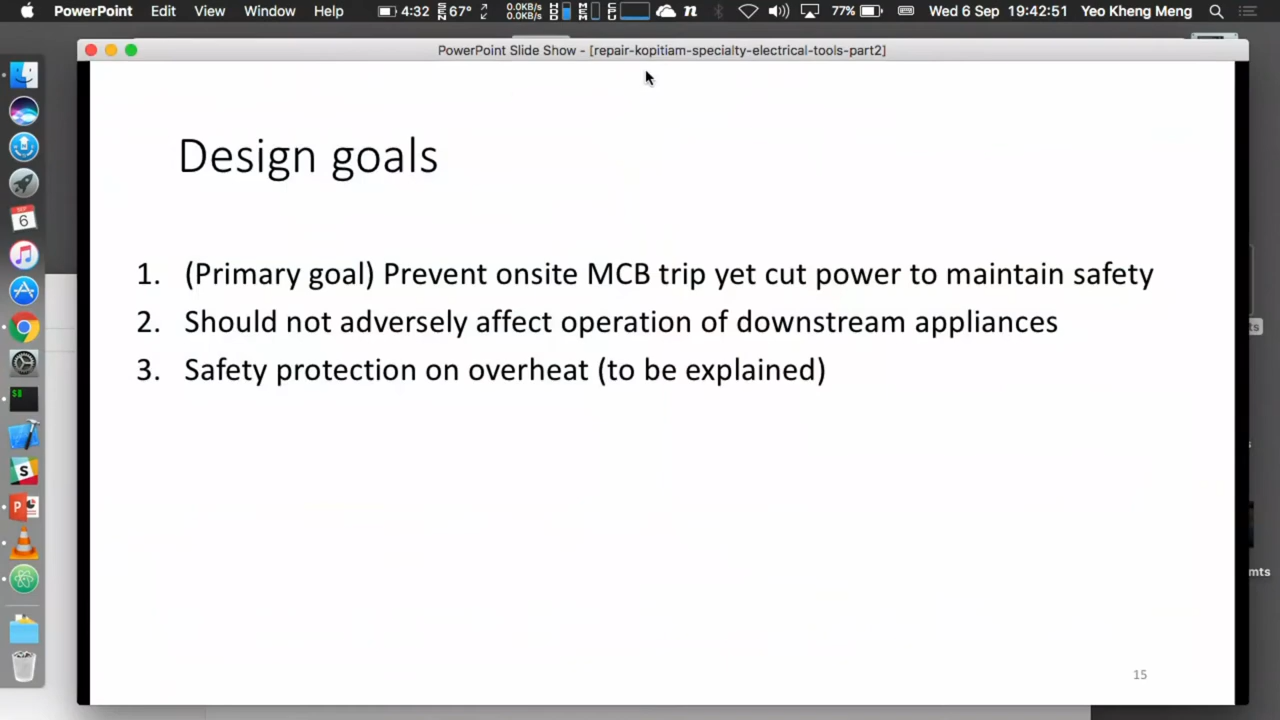 PowerPoint Edit View Window Help 4:32 67° 0.0KB/s 0.0KB/s 77% Wed 6 Sep 19:42:51 Yeo Kheng Meng
PowerPoint Slide Show - [repair-kopitiam-specialty-electrical-tools-part2]
Design goals
1. (Primary goal) Prevent onsite MCB trip yet cut power to maintain safety
2. Should not adversely affect operation of downstream appliances
3. Safety protection on overheat (to be explained)
15
6
ts
mts